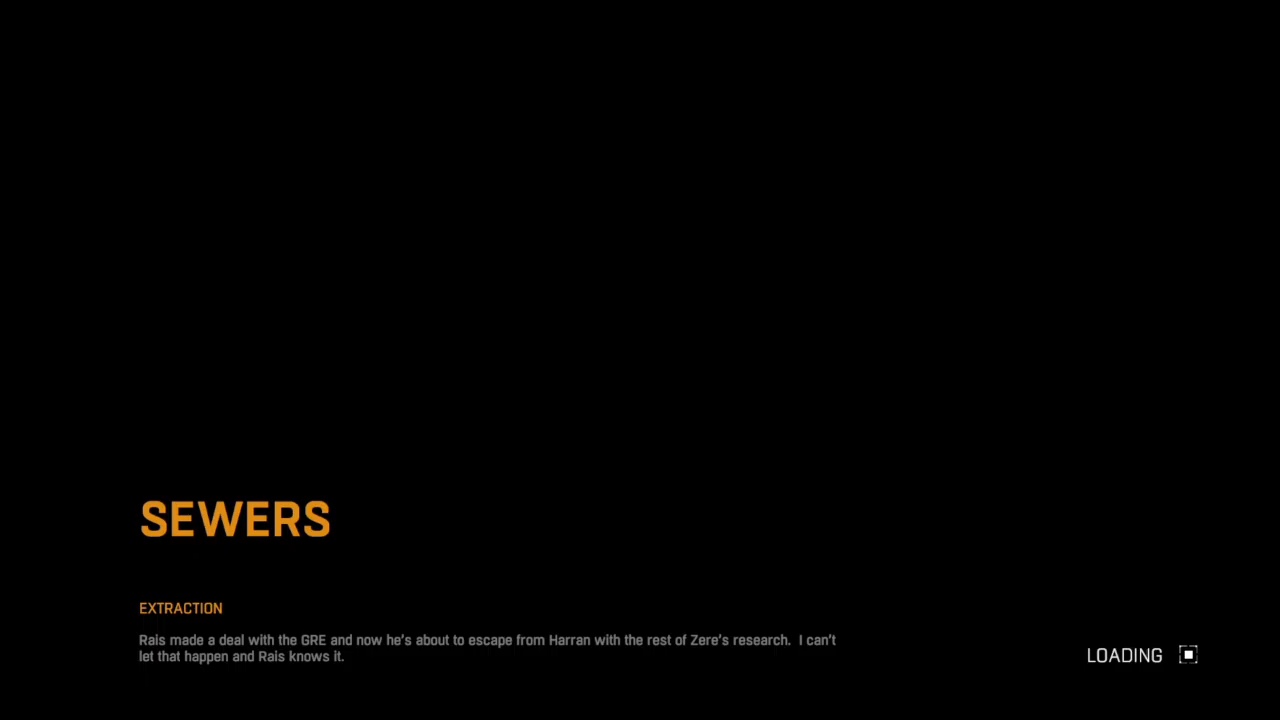 SEWERS
EXTRACTION
Rais made a deal with the GRE and now he's about to escape from Harran with the rest of Zere's research.  I can't
let that happen and Rais knows it.
LOADING